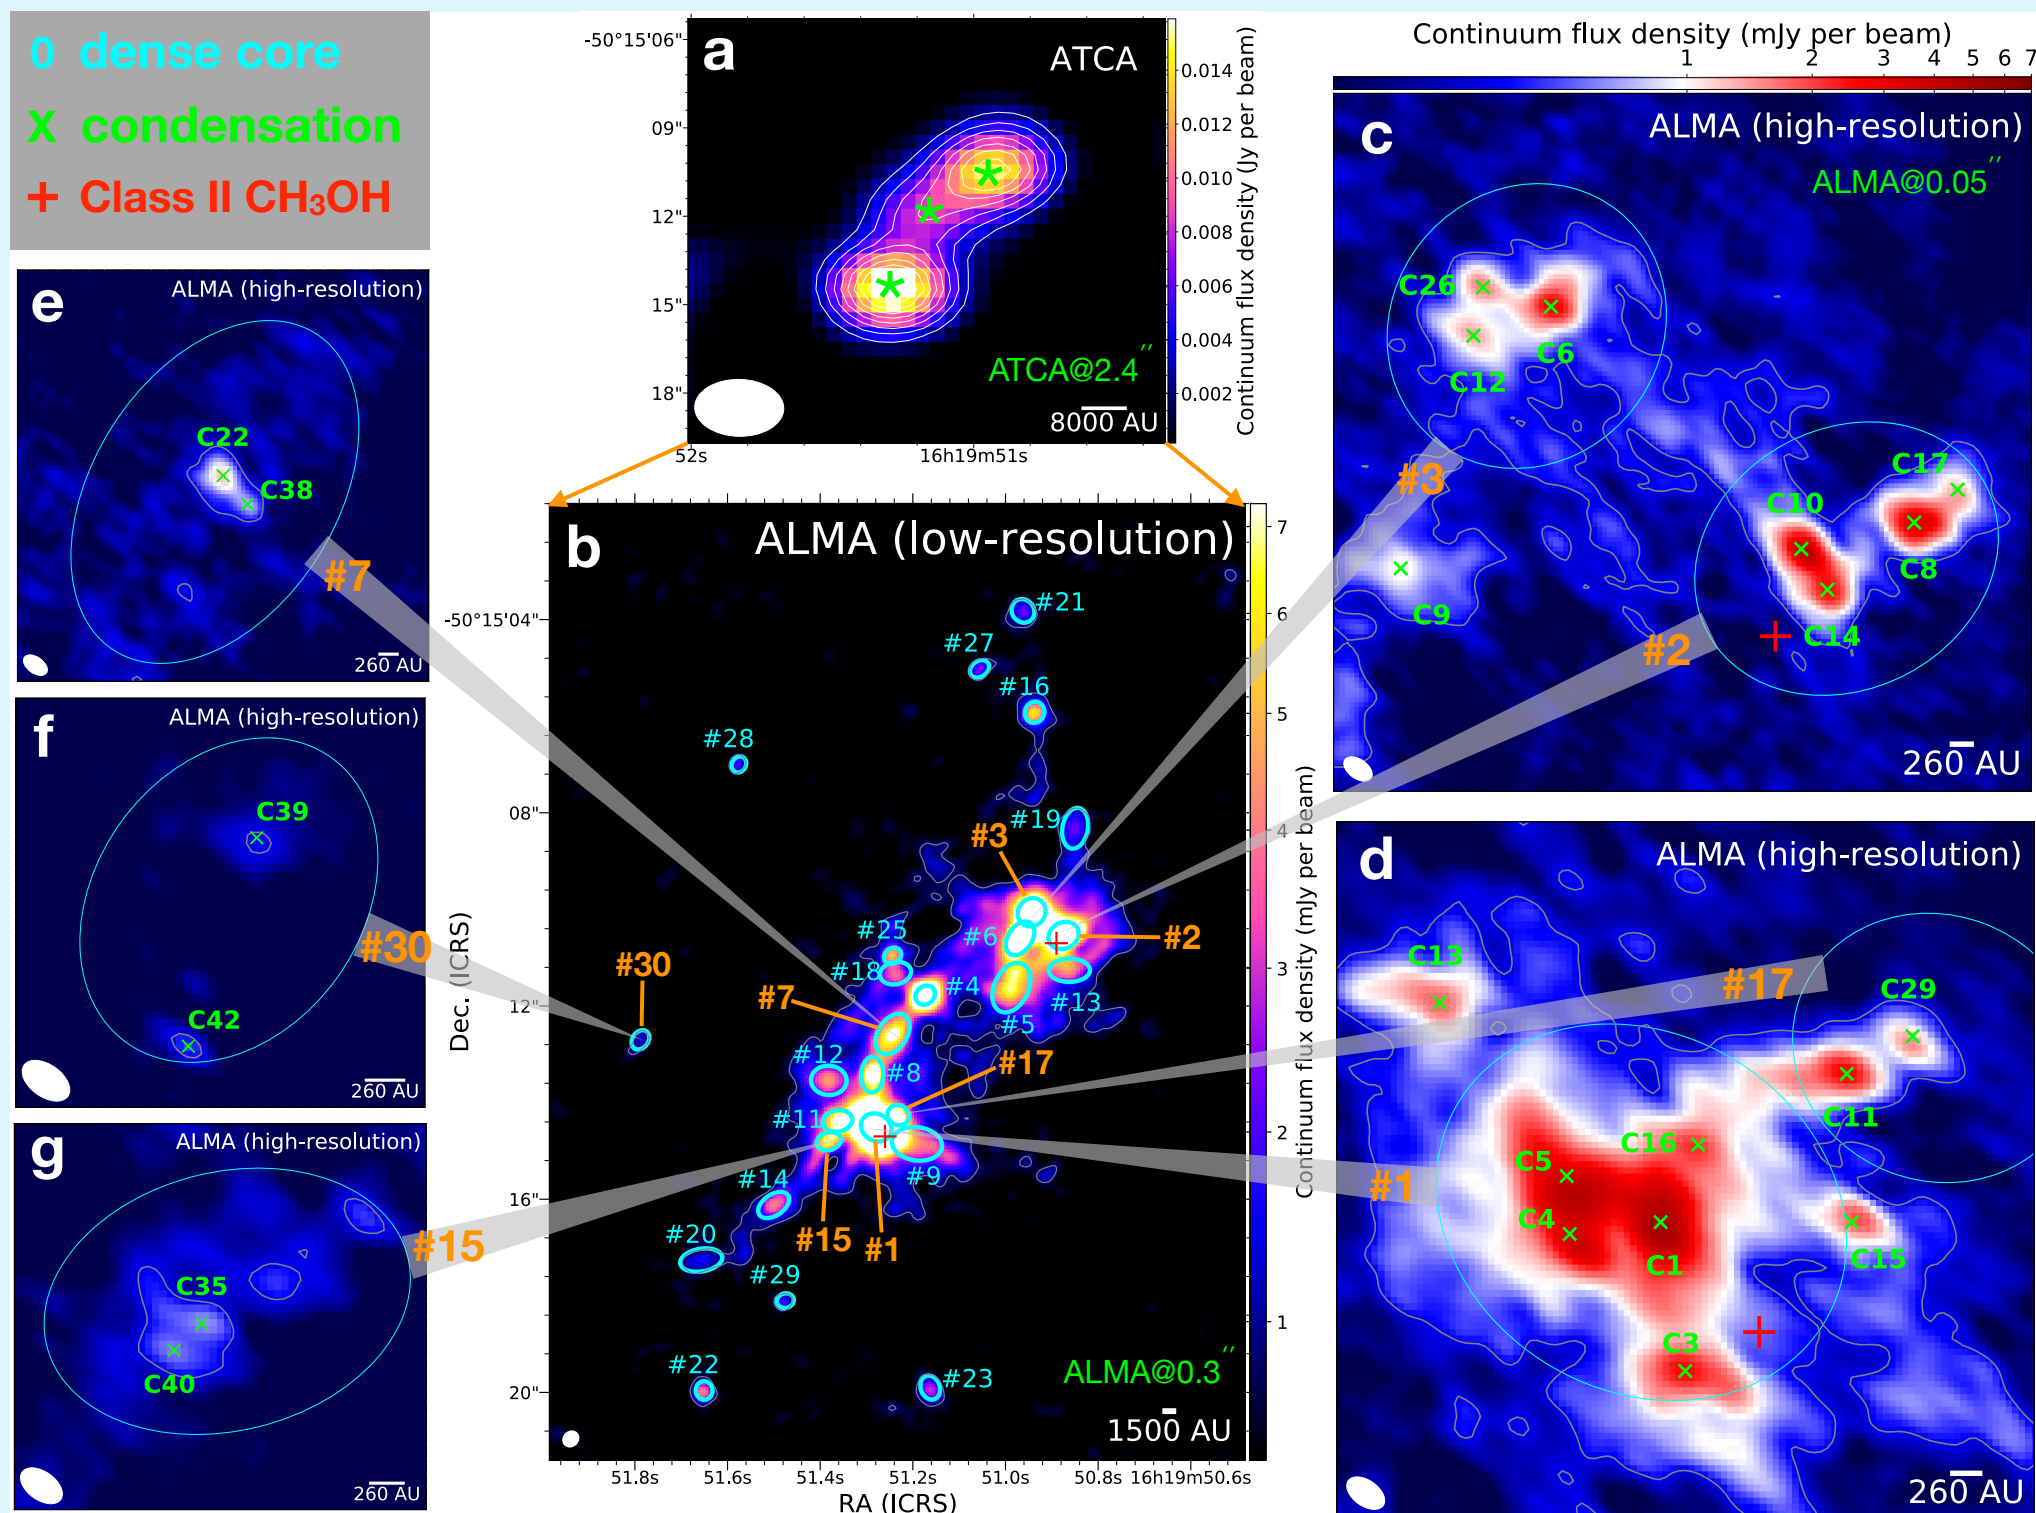 0 dense core
X condensation
+ Class II CH₃OH
a
ATCA
ATCA@2.4″
8000 AU
-50°15'06"
09"
12"
15"
18"
52s
16h19m51s
0.014
0.012
0.010
0.008
0.006
0.004
0.002
Continuum flux density (Jy per beam)
b
ALMA (low-resolution)
#21
#27
#16
#28
#19
#3
#6
#2
#25
#18
#4
#13
#5
#30
#7
#12
#8
#17
#11
#9
#14
#15
#1
#20
#29
#22
#23
ALMA@0.3″
1500 AU
-50°15'04"
08"
12"
16"
20"
Dec. (ICRS)
51.8s
51.6s
51.4s
51.2s
51.0s
50.8s
16h19m50.6s
RA (ICRS)
7
6
5
4
3
2
1
Continuum flux density (mJy per beam)
Continuum flux density (mJy per beam)
1
2
3
4
5
6
7
c
ALMA (high-resolution)
ALMA@0.05″
C26
C6
C12
C17
C10
C8
C9
C14
#3
#2
260 AU
d
ALMA (high-resolution)
C13
#17
C29
C11
C16
C5
C4
C1
C15
C3
#1
260 AU
e
ALMA (high-resolution)
C22
C38
#7
260 AU
f
ALMA (high-resolution)
C39
#30
C42
260 AU
g
ALMA (high-resolution)
C35
C40
#15
260 AU